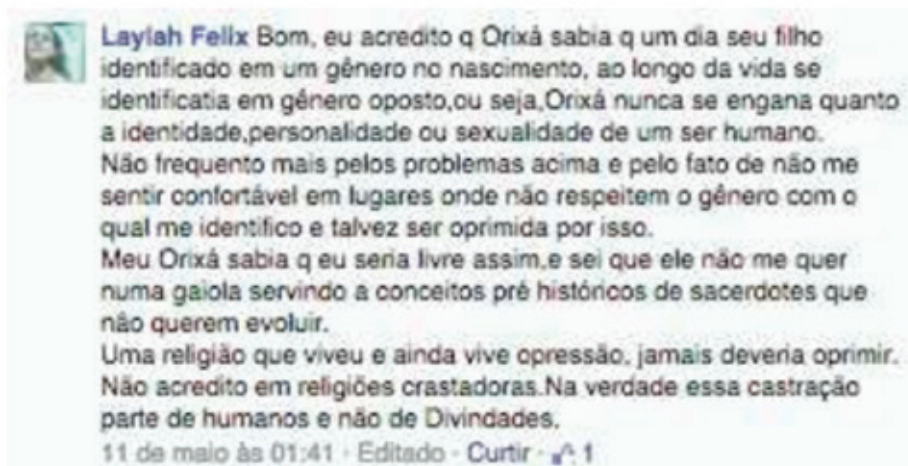 Laylah Felix Bom, eu acredito q Orixá sabia q um dia seu filho
identificado em um gênero no nascimento, ao longo da vida se
identificatia em gênero oposto,ou seja,Orixá nunca se engana quanto
a identidade,personalidade ou sexualidade de um ser humano.
Não frequento mais pelos problemas acima e pelo fato de não me
sentir confortável em lugares onde não respeitem o gênero com o
qual me identifico e talvez ser oprimida por isso.
Meu Orixá sabia q eu seria livre assim,e sei que ele não me quer
numa gaiola servindo a conceitos pré históricos de sacerdotes que
não querem evoluir.
Uma religião que viveu e ainda vive opressão, jamais deveria oprimir.
Não acredito em religiões crastadoras.Na verdade essa castração
parte de humanos e não de Divindades.
11 de maio às 01:41 · Editado · Curtir · 1